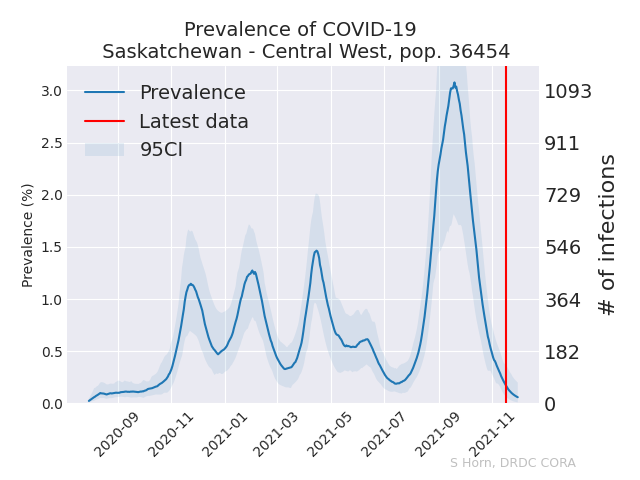 Prevalence of COVID-19
Saskatchewan - Central West, pop. 36454
Prevalence
Latest data
95CI
Prevalence (%)
3.0
2.5
2.0
1.5
1.0
0.5
0.0
1093
911
729
546
364
182
0
# of infections
2020-09
2020-11
2021-01
2021-03
2021-05
2021-07
2021-09
2021-11
S Horn, DRDC CORA